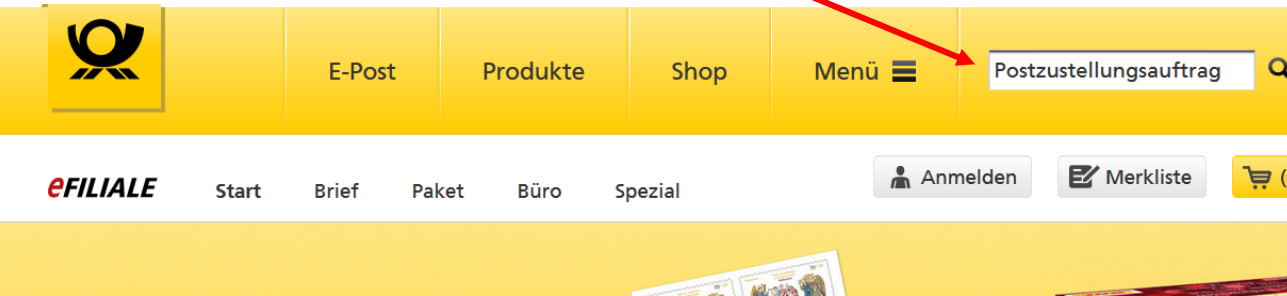 E-Post Produkte Shop Menü Postzustellungsauftrag
eFILIALE Start Brief Paket Büro Spezial Anmelden Merkliste (